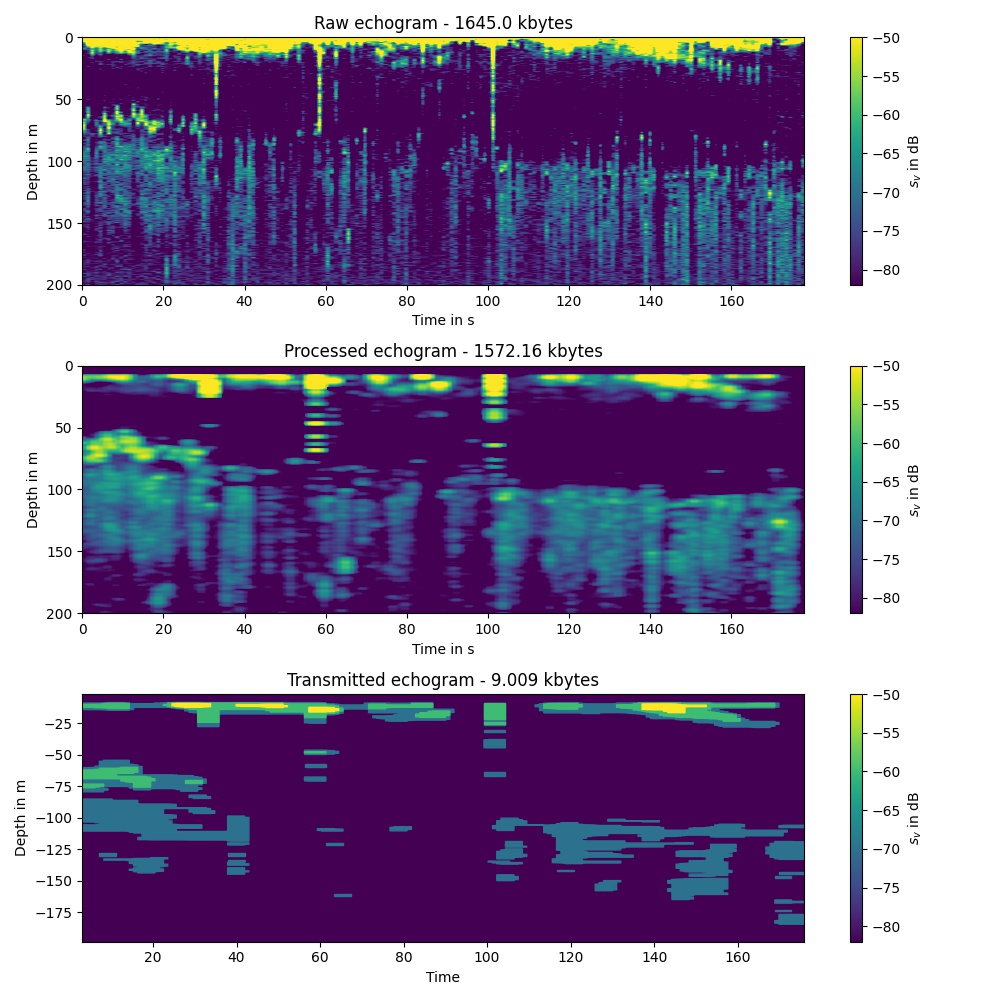 Raw echogram - 1645.0 kbytes
0
50
100
150
200
Depth in m
0 20 40 60 80 100 120 140 160
Time in s
−50
−55
−60
−65
−70
−75
−80
sv in dB
Processed echogram - 1572.16 kbytes
0
50
100
150
200
Depth in m
0 20 40 60 80 100 120 140 160
Time in s
−50
−55
−60
−65
−70
−75
−80
sv in dB
Transmitted echogram - 9.009 kbytes
−25
−50
−75
−100
−125
−150
−175
Depth in m
20 40 60 80 100 120 140 160
Time
−50
−55
−60
−65
−70
−75
−80
sv in dB